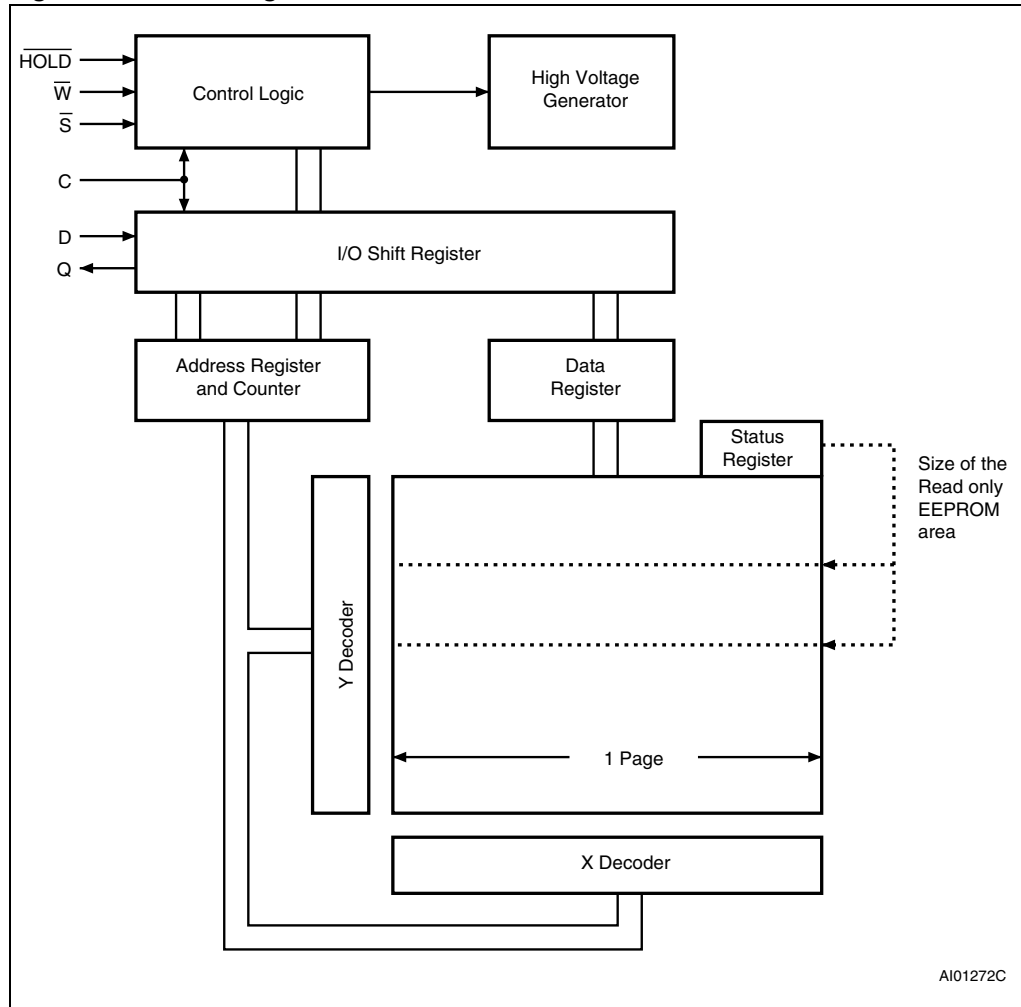 H̅O̅L̅D̅
W̅
S̅
C
D
Q
Control Logic
High Voltage
Generator
I/O Shift Register
Address Register
and Counter
Data
Register
Status
Register
Size of the
Read only
EEPROM
area
Y Decoder
1 Page
X Decoder
AI01272C